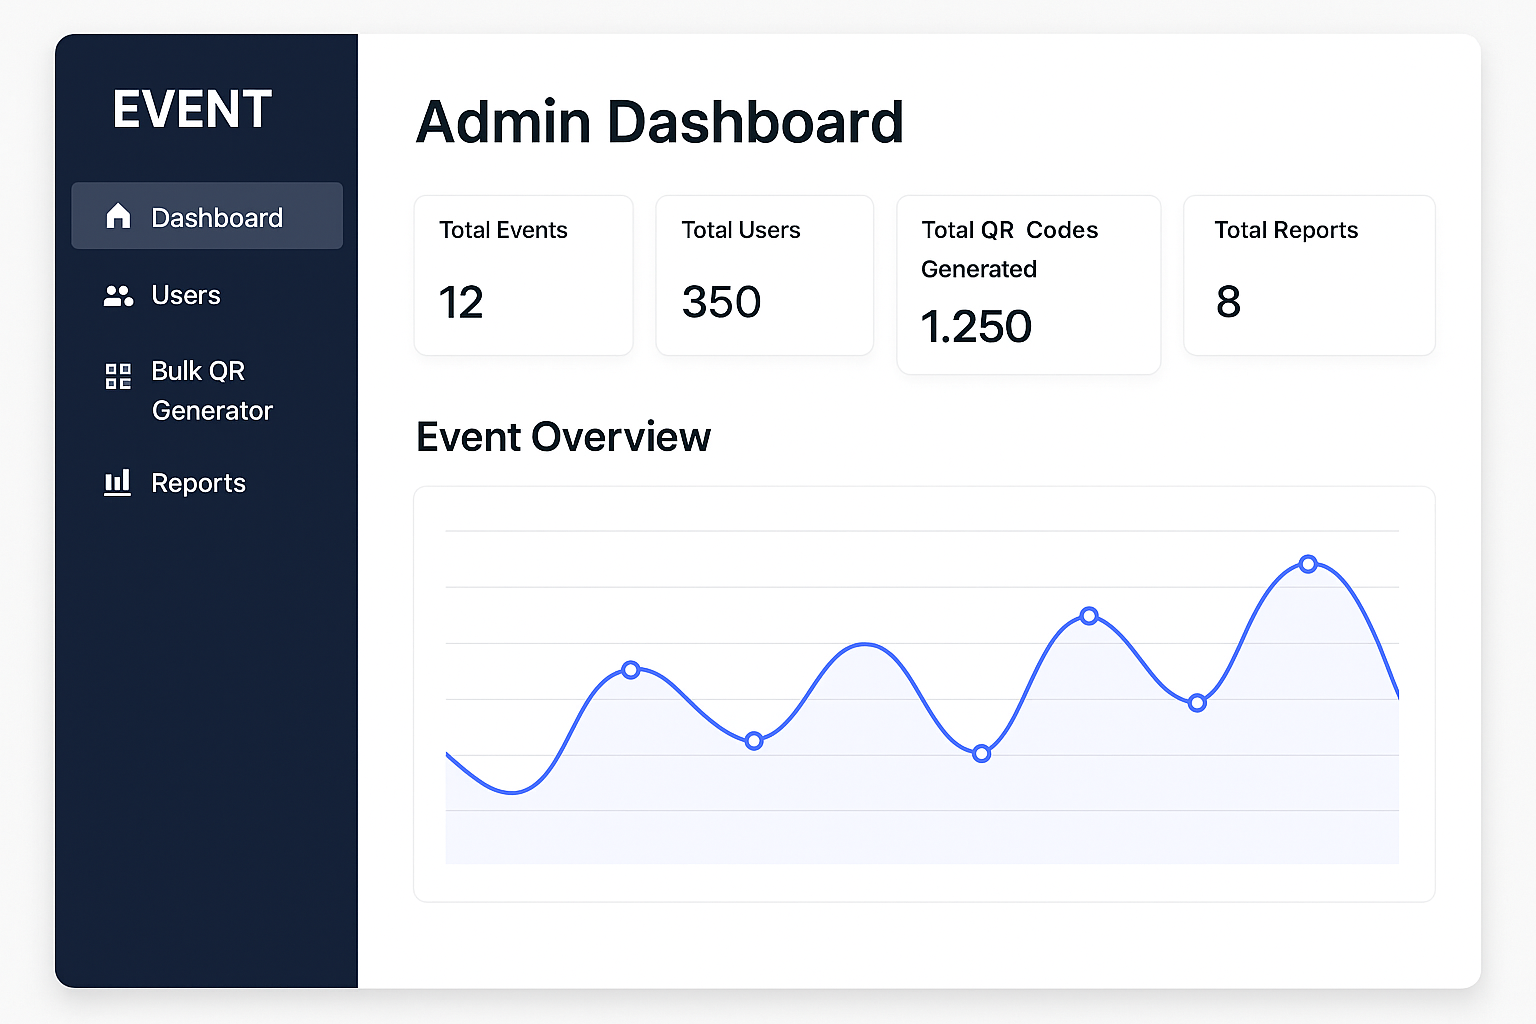 EVENT
Dashboard
Users
Bulk QR
Generator
Reports
Admin Dashboard
Total Events
12
Total Users
350
Total QR Codes
Generated
1.250
Total Reports
8
Event Overview